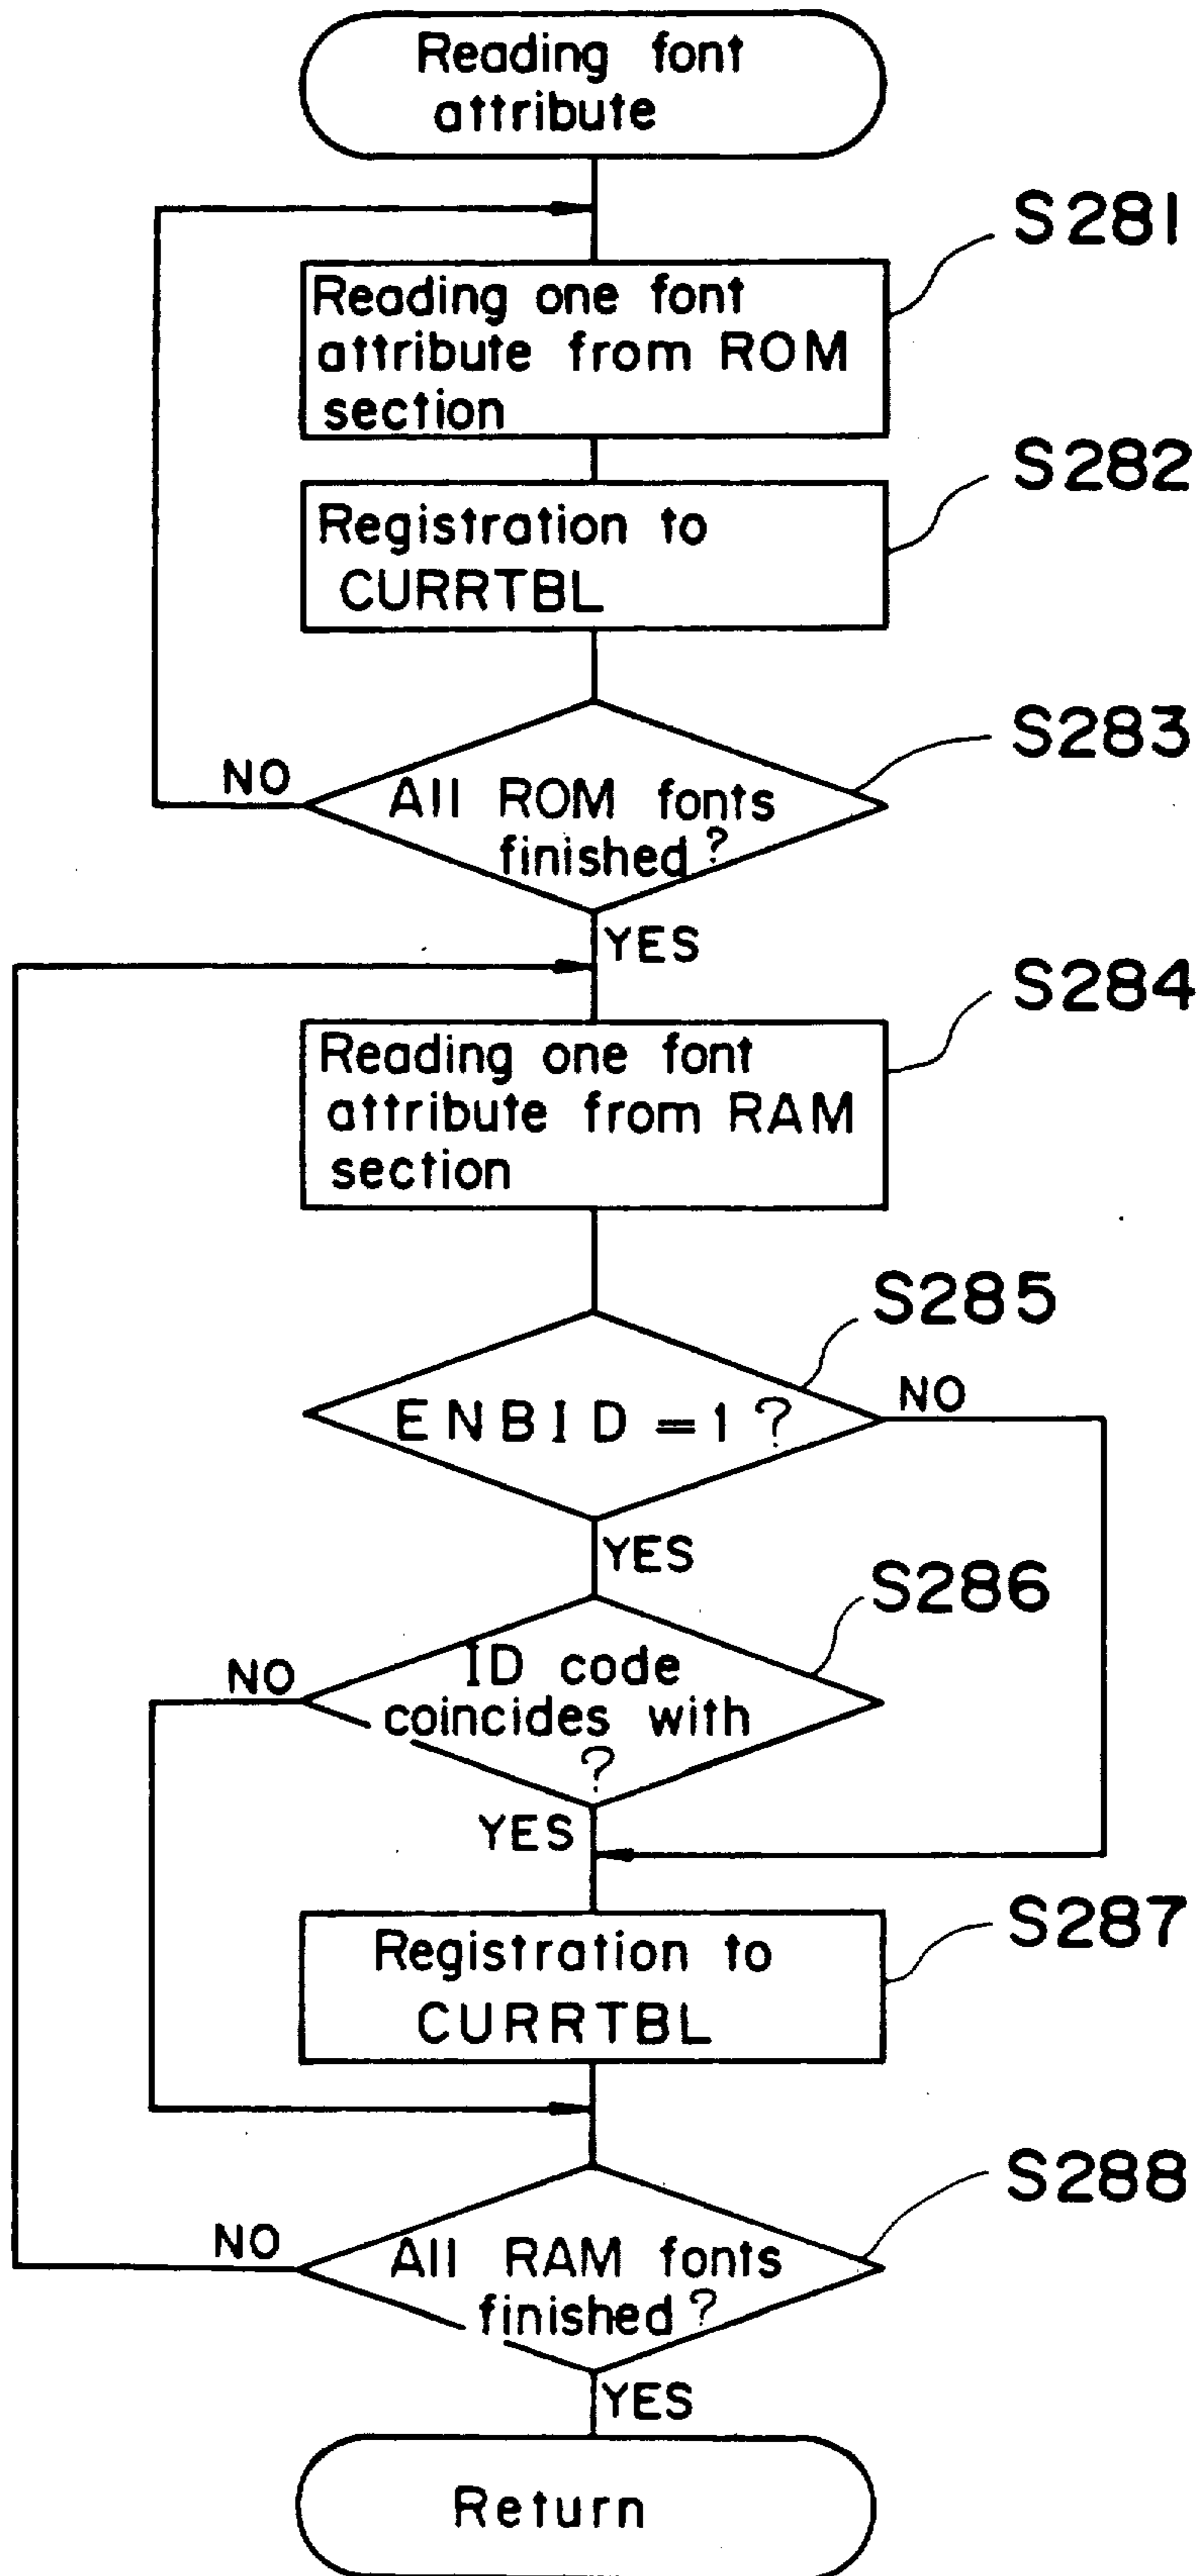 Reading font
attribute
S281
Reading one font
attribute from ROM
section
S282
Registration to
CURRTBL
S283
NO
All ROM fonts
finished?
YES
S284
Reading one font
attribute from RAM
section
S285
ENBID=1?
NO
YES
S286
NO
ID code
coincides with
?
YES
S287
Registration to
CURRTBL
S288
NO
All RAM fonts
finished?
YES
Return